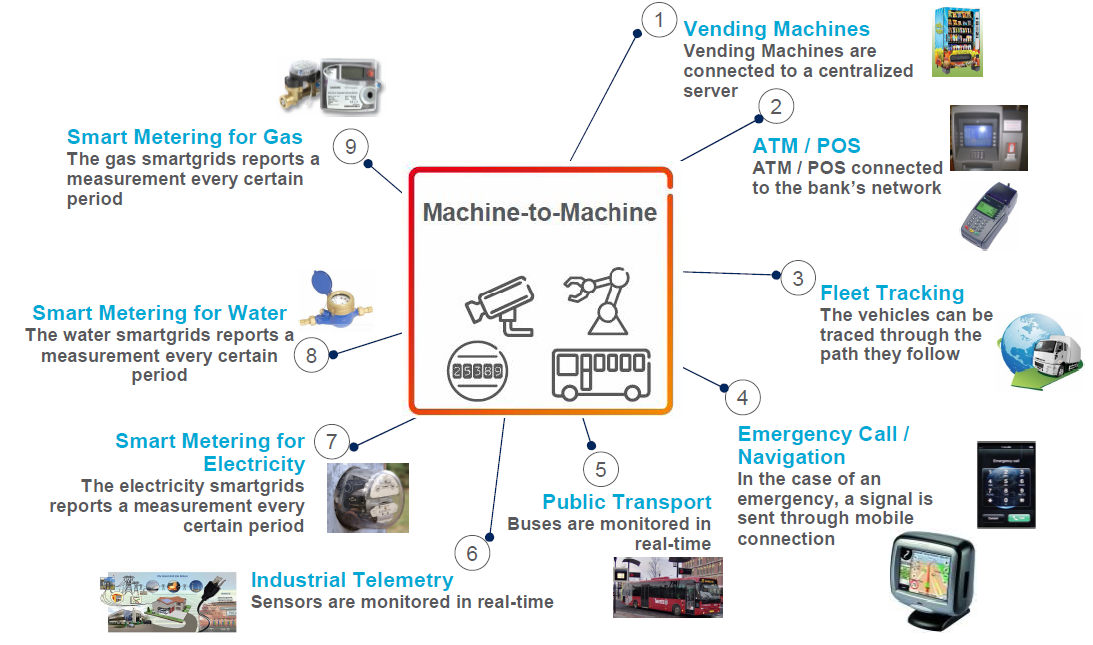 Machine-to-Machine
25389
1
Vending Machines
Vending Machines are
connected to a centralized
server
2
ATM / POS
ATM / POS connected
to the bank's network
3
Fleet Tracking
The vehicles can be
traced through the
path they follow
4
Emergency Call /
Navigation
In the case of an
emergency, a signal is
sent through mobile
connection
Emergency call
5
Public Transport
Buses are monitored in
real-time
6
Industrial Telemetry
Sensors are monitored in real-time
7
Smart Metering for
Electricity
The electricity smartgrids
reports a measurement every
certain period
8
Smart Metering for Water
The water smartgrids reports a
measurement every certain
period
9
Smart Metering for Gas
The gas smartgrids reports a
measurement every certain
period